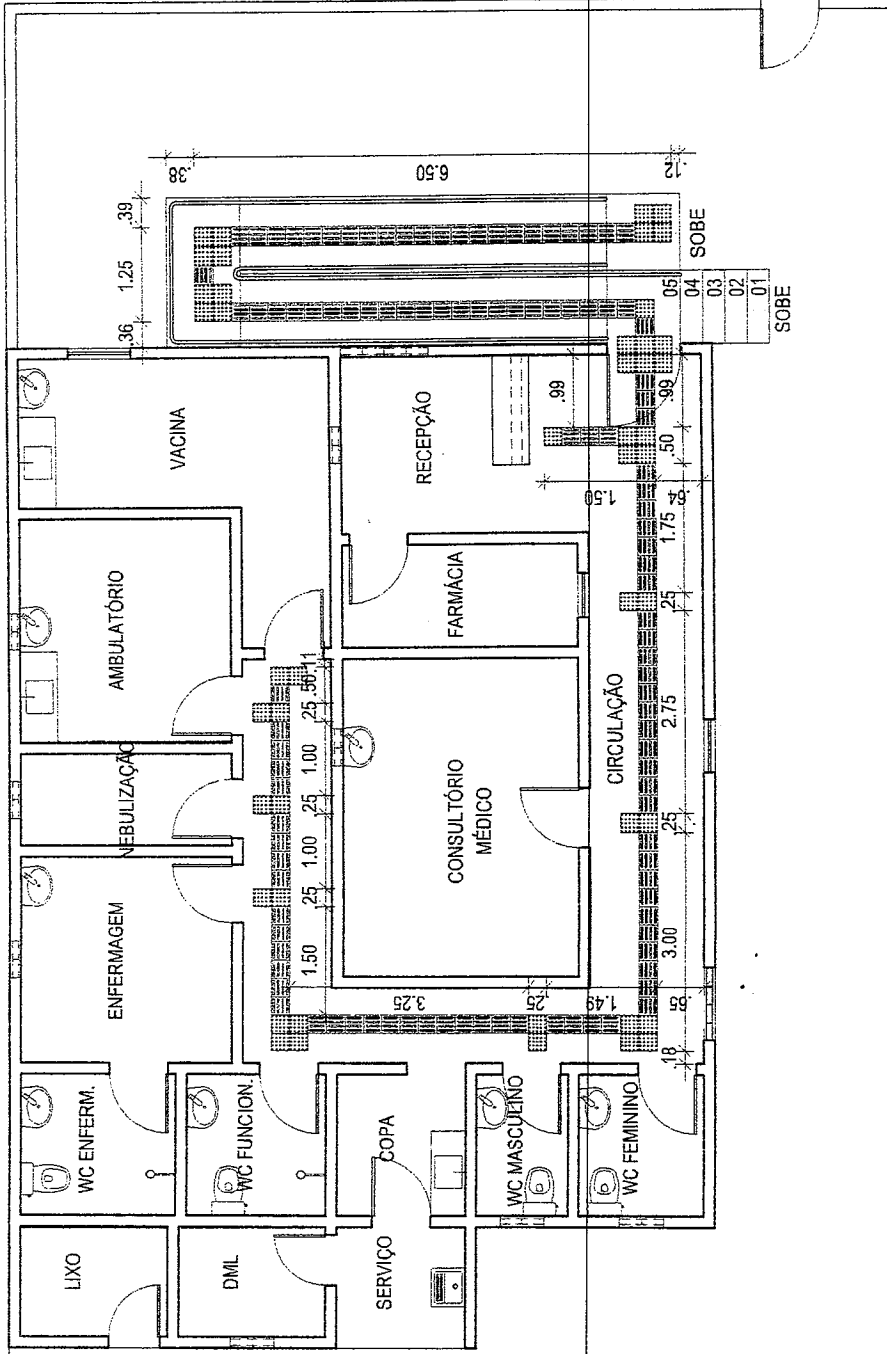 .38
6.50
.12
.39
1.25
.36
SOBE
05
04
03
02
01
SOBE
VACINA
RECEPÇÃO
.99
.99
.50
1.50
.64
1.75
AMBULATÓRIO
FARMÁCIA
.25
.11
.50
.25
1.00
.25
1.00
.25
1.50
NEBULIZAÇÃO
CONSULTÓRIO
MÉDICO
CIRCULAÇÃO
2.75
.25
3.00
ENFERMAGEM
3.25
.25
1.49
.65
.18
WC ENFERM.
WC FUNCION.
COPA
WC MASCULINO
WC FEMININO
LIXO
DML
SERVIÇO